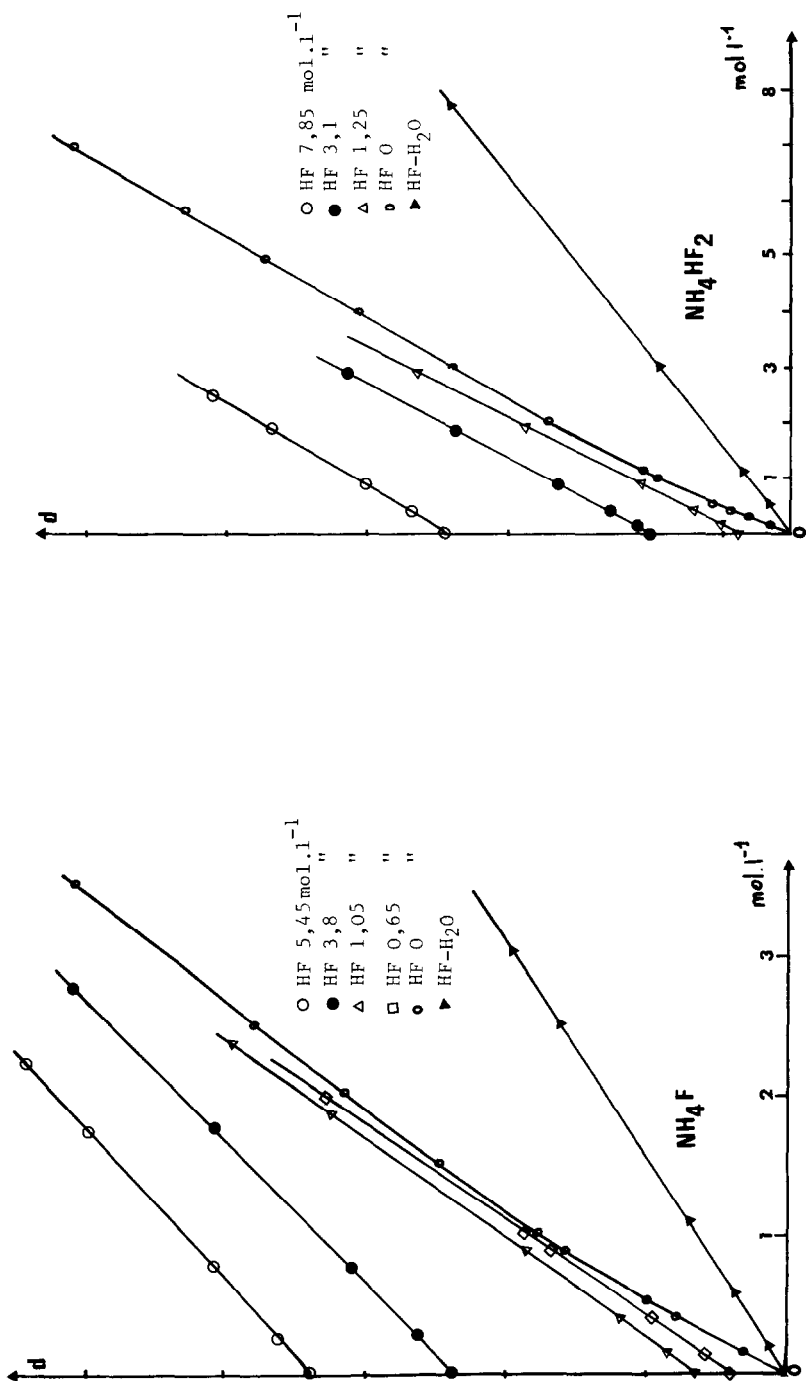 d
○ HF 5,45 mol.l⁻¹
● HF 3,8 "
△ HF 1,05 "
□ HF 0,65 "
o HF 0 "
▲ HF-H₂O
NH₄F
0 1 2 3
mol.l⁻¹
d
○ HF 7,85 mol.l⁻¹
● HF 3,1 "
△ HF 1,25 "
o HF 0 "
▲ HF-H₂O
NH₄HF₂
0 1 3 5 8
mol l⁻¹